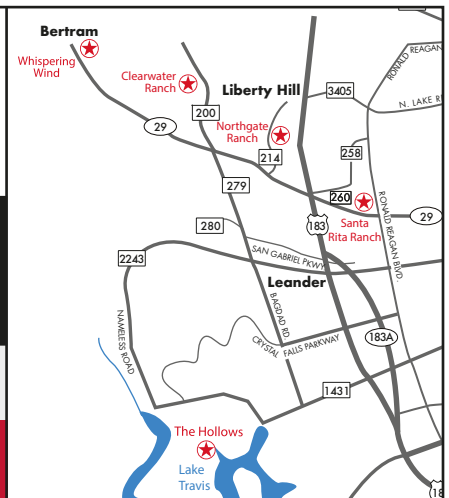 Bertram
RONALD REAGAN
Whispering
Wind
Clearwater
Ranch
Liberty Hill
3405
N. LAKE
200
29
Northgate
Ranch
214
258
279
260
29
183
Santa
Rita Ranch
280
RONALD REAGAN BLVD.
SAN GABRIEL PKWY
2243
Leander
BAGDAD RD
NAMELESS ROAD
CRYSTAL FALLS PARKWAY
183A
1431
The Hollows
Lake
Travis
18